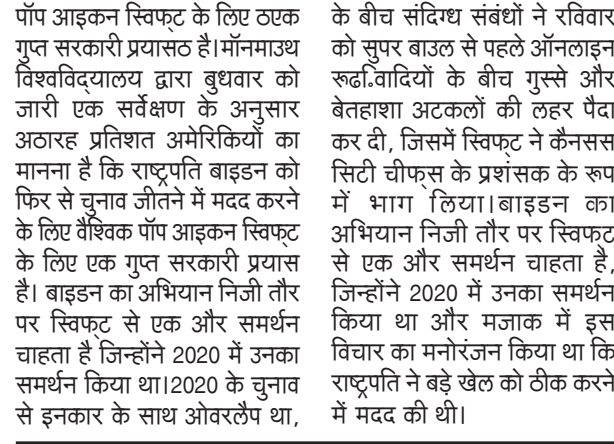 पॉप आइकन स्विफ्ट के लिए ठएक
गुप्त सरकारी प्रयासठ है।मॉनमाउथ
विश्वविद्यालय द्वारा बुधवार को
जारी एक सर्वेक्षण के अनुसार
अठारह प्रतिशत अमेरिकियों का
मानना है कि राष्ट्रपति बाइडन को
फिर से चुनाव जीतने में मदद करने
के लिए वैश्विक पॉप आइकन स्विफ्ट
के लिए एक गुप्त सरकारी प्रयास
है। बाइडन का अभियान निजी तौर
पर स्विफ्ट से एक और समर्थन
चाहता है जिन्होंने 2020 में उनका
समर्थन किया था।2020 के चुनाव
से इनकार के साथ ओवरलैप था,
के बीच संदिग्ध संबंधों ने रविवार
को सुपर बाउल से पहले ऑनलाइन
रूढ़िवादियों के बीच गुस्से और
बेतहाशा अटकलों की लहर पैदा
कर दी, जिसमें स्विफ्ट ने कैनसस
सिटी चीफ्स के प्रशंसक के रूप
में भाग लिया।बाइडन का
अभियान निजी तौर पर स्विफ्ट
से एक और समर्थन चाहता है,
जिन्होंने 2020 में उनका समर्थन
किया था और मजाक में इस
विचार का मनोरंजन किया था कि
राष्ट्रपति ने बड़े खेल को ठीक करने
में मदद की थी।